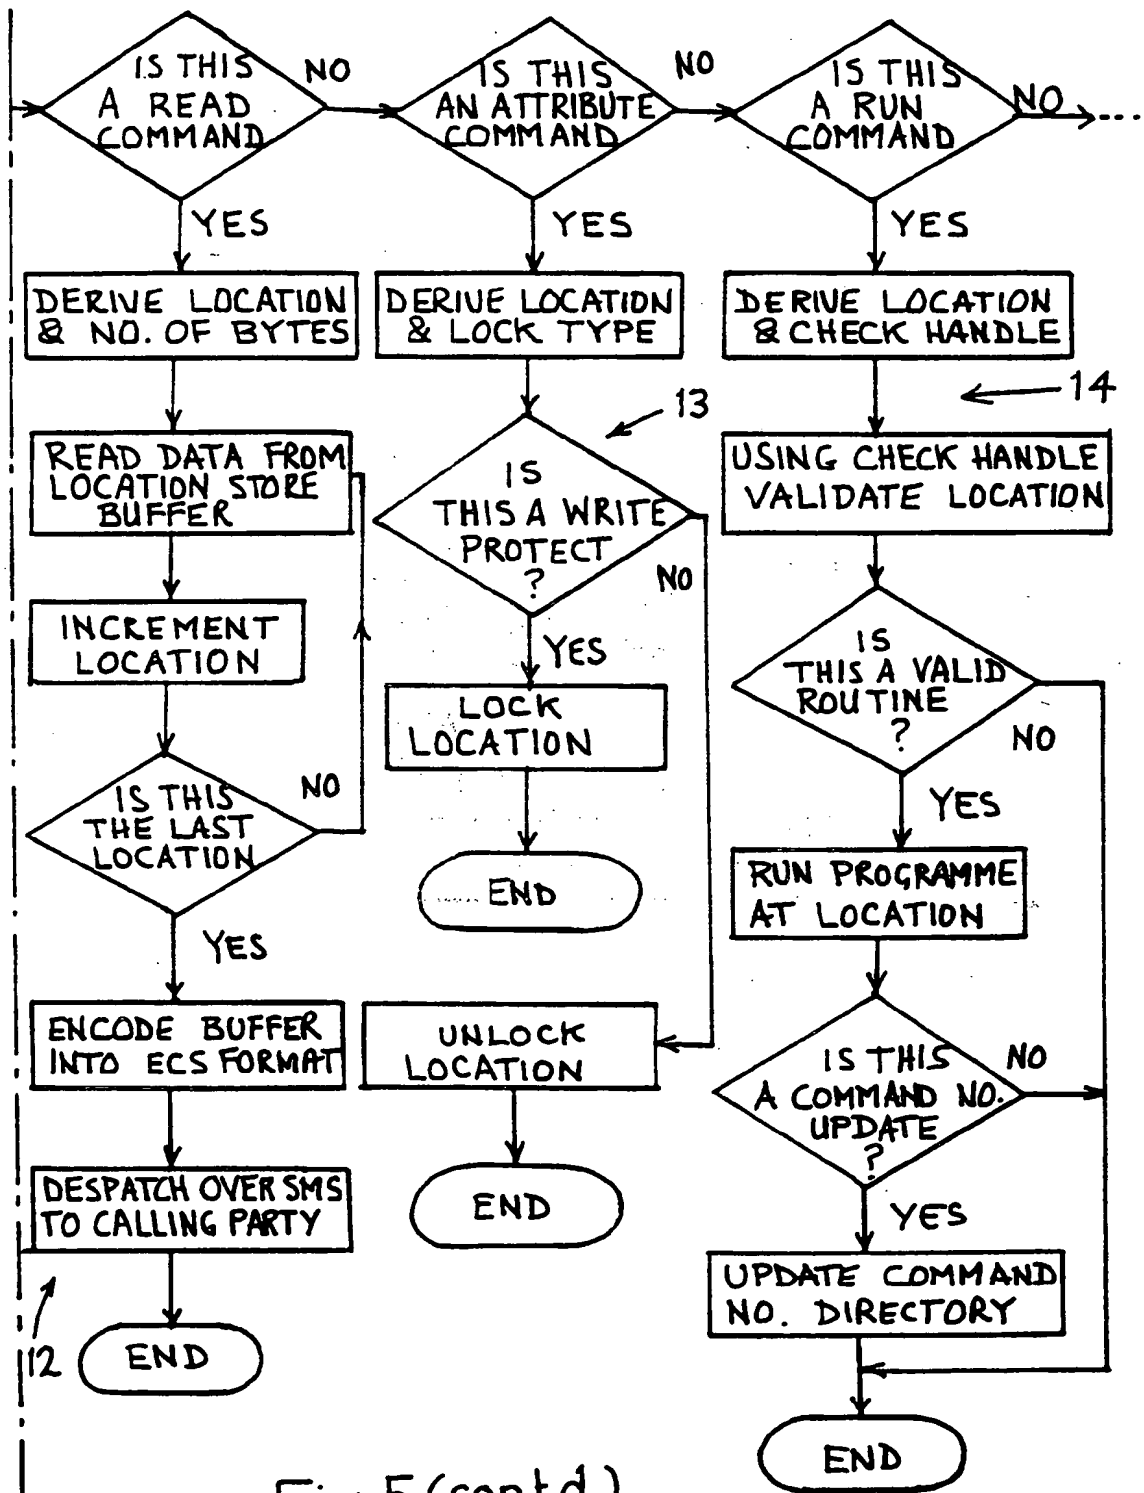 IS THIS
A READ
COMMAND
NO
YES
DERIVE LOCATION
& NO. OF BYTES
READ DATA FROM
LOCATION STORE
BUFFER
INCREMENT
LOCATION
IS THIS
THE LAST
LOCATION
NO
YES
ENCODE BUFFER
INTO ECS FORMAT
DESPATCH OVER SMS
TO CALLING PARTY
12
END
IS THIS
AN ATTRIBUTE
COMMAND
NO
YES
DERIVE LOCATION
& LOCK TYPE
13
IS
THIS A WRITE
PROTECT
?
NO
YES
LOCK
LOCATION
END
UNLOCK
LOCATION
END
IS THIS
A RUN
COMMAND
NO
YES
DERIVE LOCATION
& CHECK HANDLE
14
USING CHECK HANDLE
VALIDATE LOCATION
IS
THIS A VALID
ROUTINE
?
NO
YES
RUN PROGRAMME
AT LOCATION
IS THIS
A COMMAND NO.
UPDATE
?
NO
YES
UPDATE COMMAND
NO. DIRECTORY
END
Fig 5 (cont'd)